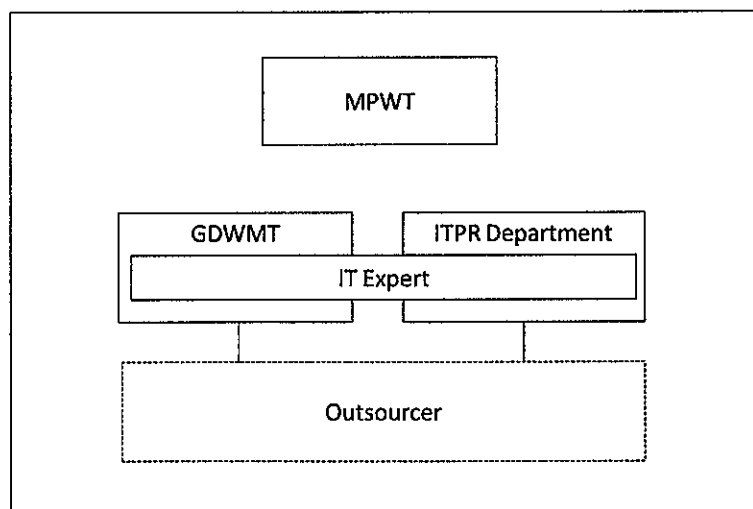 MPWT
GDWMT
ITPR Department
IT Expert
Outsourcer